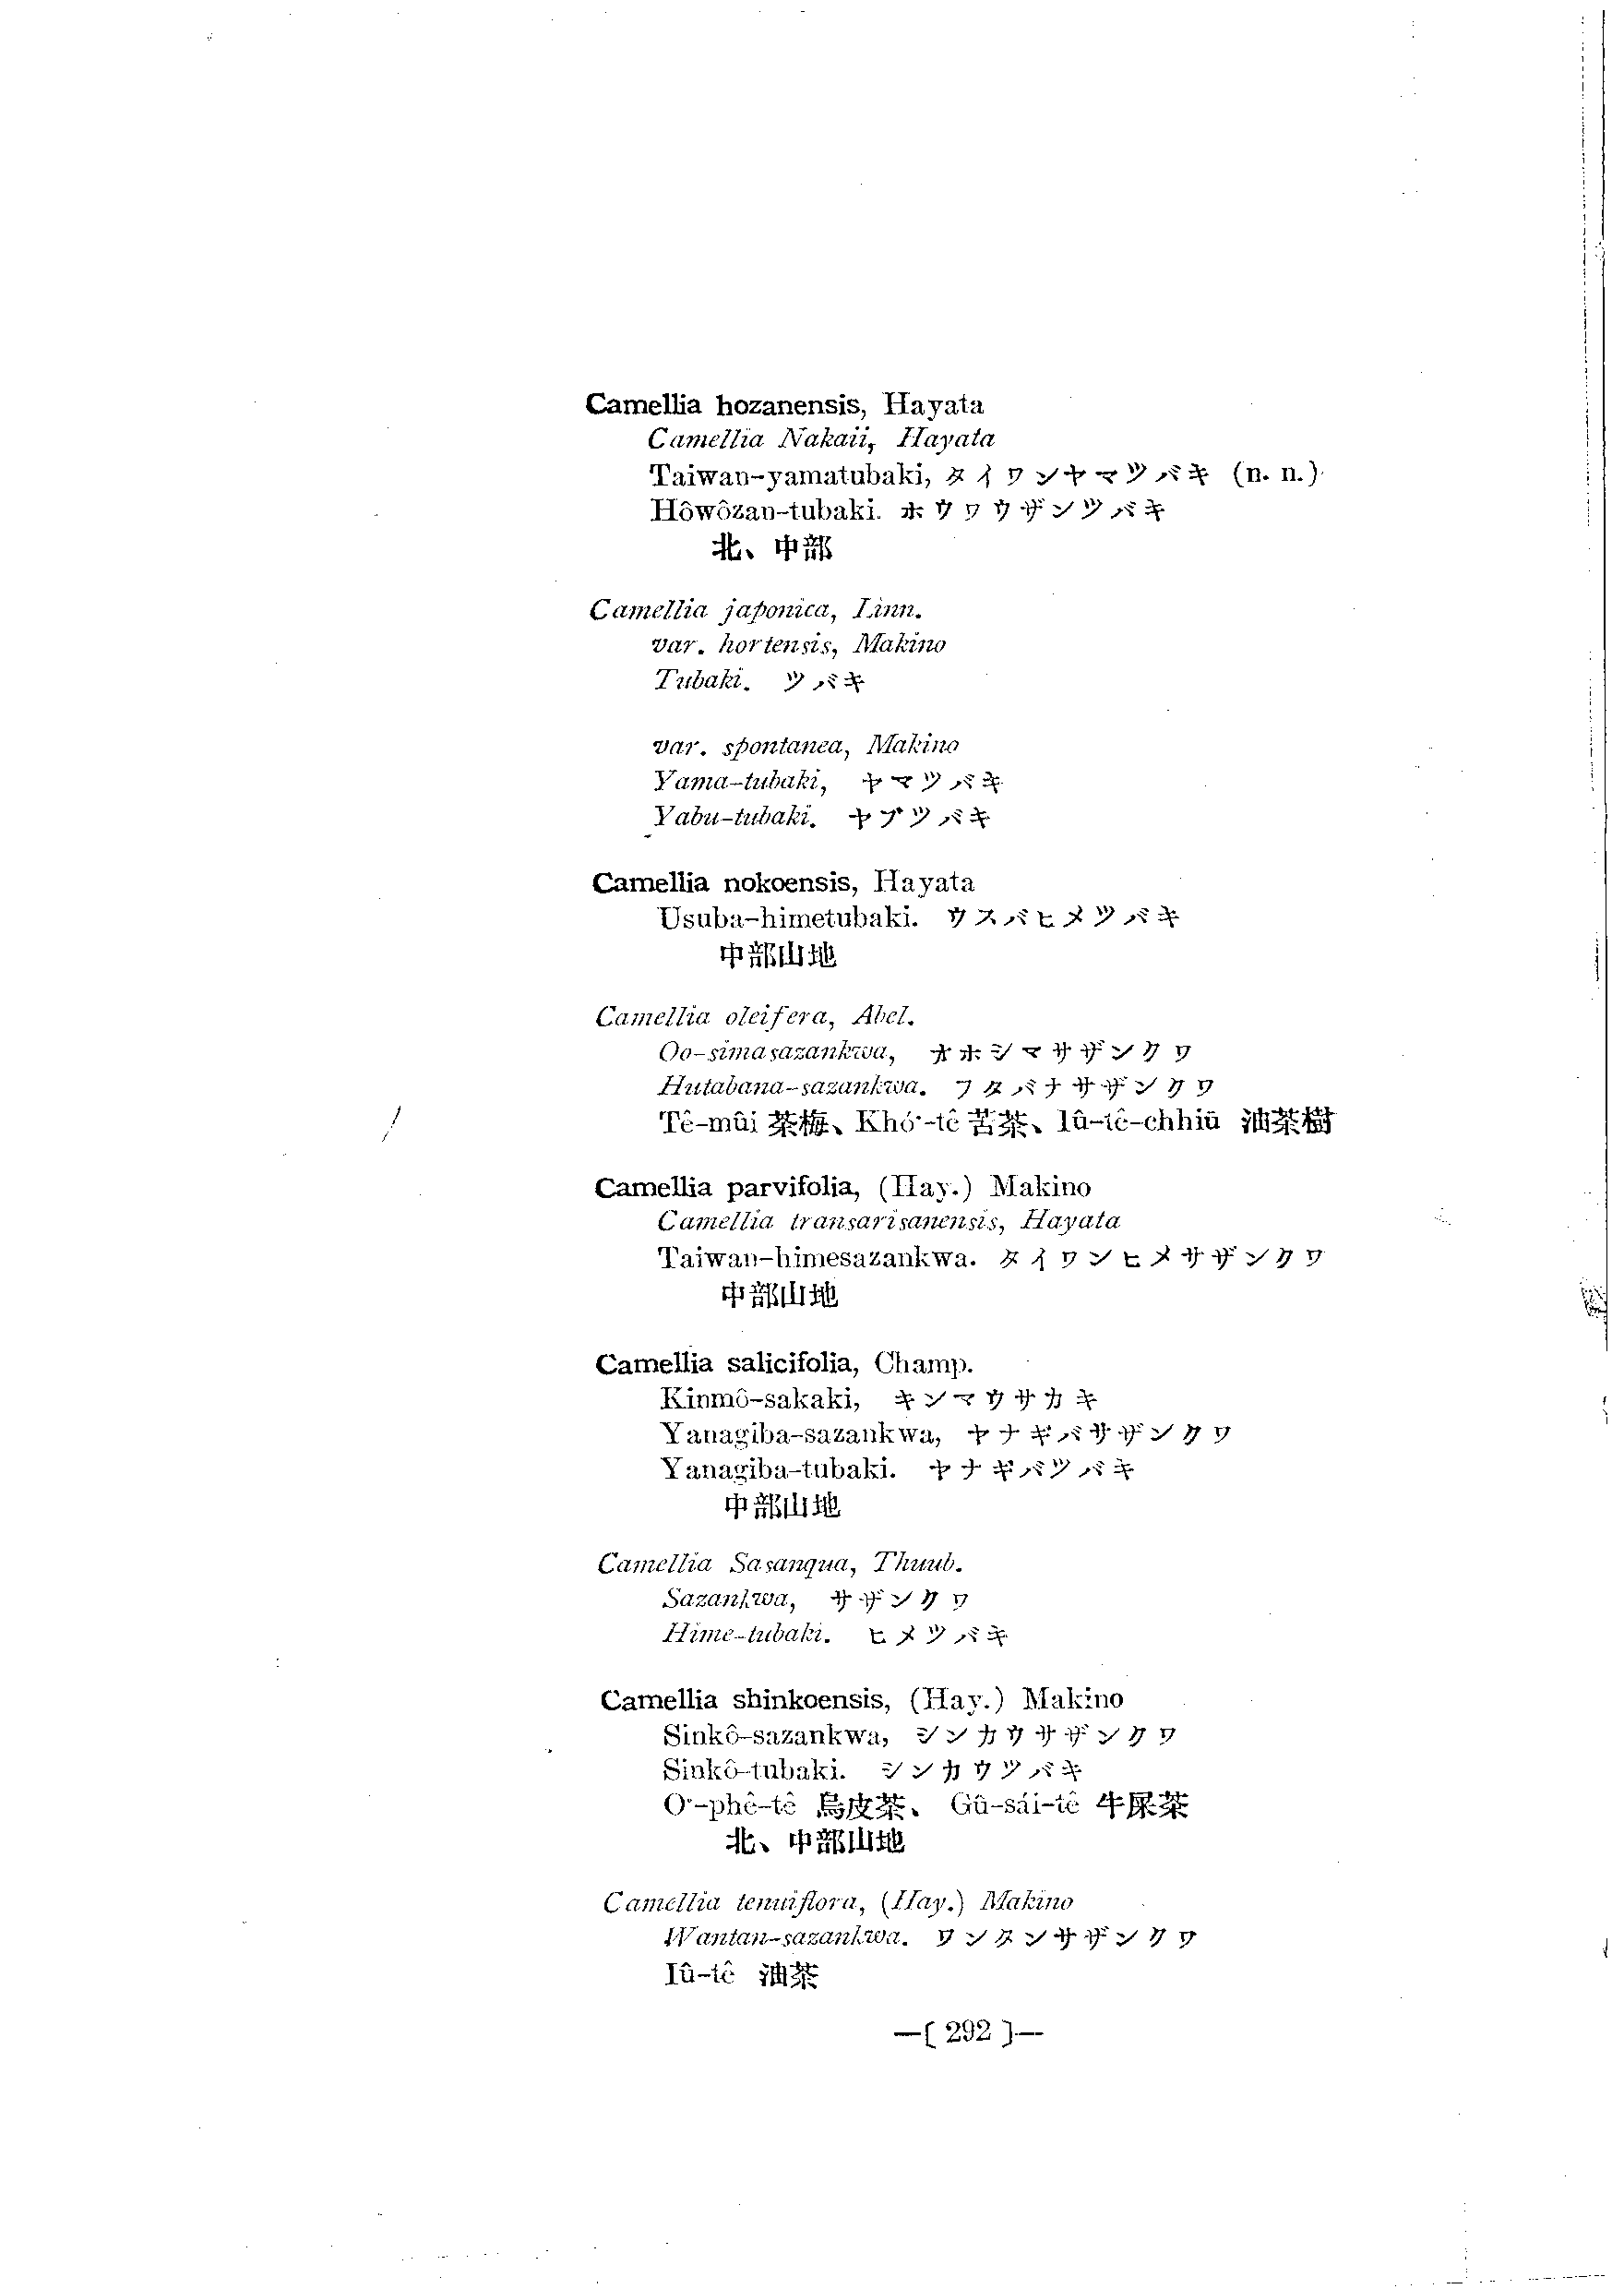 Camellia hozanensis, Hayata
Camellia Nakaii, Hayata
Taiwan-yamatubaki, タイワンヤマツバキ (n. n.)
Hôwôzan-tubaki. ホウワウザンツバキ
北、中部
Camellia japonica, Linn.
var. hortensis, Makino
Tubaki. ツバキ
var. spontanea, Makino
Yama-tubaki, ヤマツバキ
Yabu-tubaki. ヤブツバキ
Camellia nokoensis, Hayata
Usuba-himetubaki. ウスバヒメツバキ
中部山地
Camellia oleifera, Abel.
Oo-simasazankwa, オホシマサザンクワ
Hutabana-sazankwa. フタバナサザンクワ
Tê-mûi 茶梅、Khó͘-tê 苦茶、Iû-tê-chhiū 油茶樹
Camellia parvifolia, (Hay.) Makino
Camellia transarisanensis, Hayata
Taiwan-himesazankwa. タイワンヒメサザンクワ
中部山地
Camellia salicifolia, Champ.
Kinmô-sakaki, キンマウサカキ
Yanagiba-sazankwa, ヤナギバサザンクワ
Yanagiba-tubaki. ヤナギバツバキ
中部山地
Camellia Sasanqua, Thunb.
Sazankwa, サザンクワ
Hime-tubaki. ヒメツバキ
Camellia shinkoensis, (Hay.) Makino
Sinkô-sazankwa, シンカウサザンクワ
Sinkô-tubaki. シンカウツバキ
O͘-phê-tê 烏皮茶、 Gû-sái-tê 牛屎茶
北、中部山地
Camellia tenuiflora, (Hay.) Makino
Wantan-sazankwa. ワンタンサザンクワ
Iû-tê 油茶
—( 292 )—